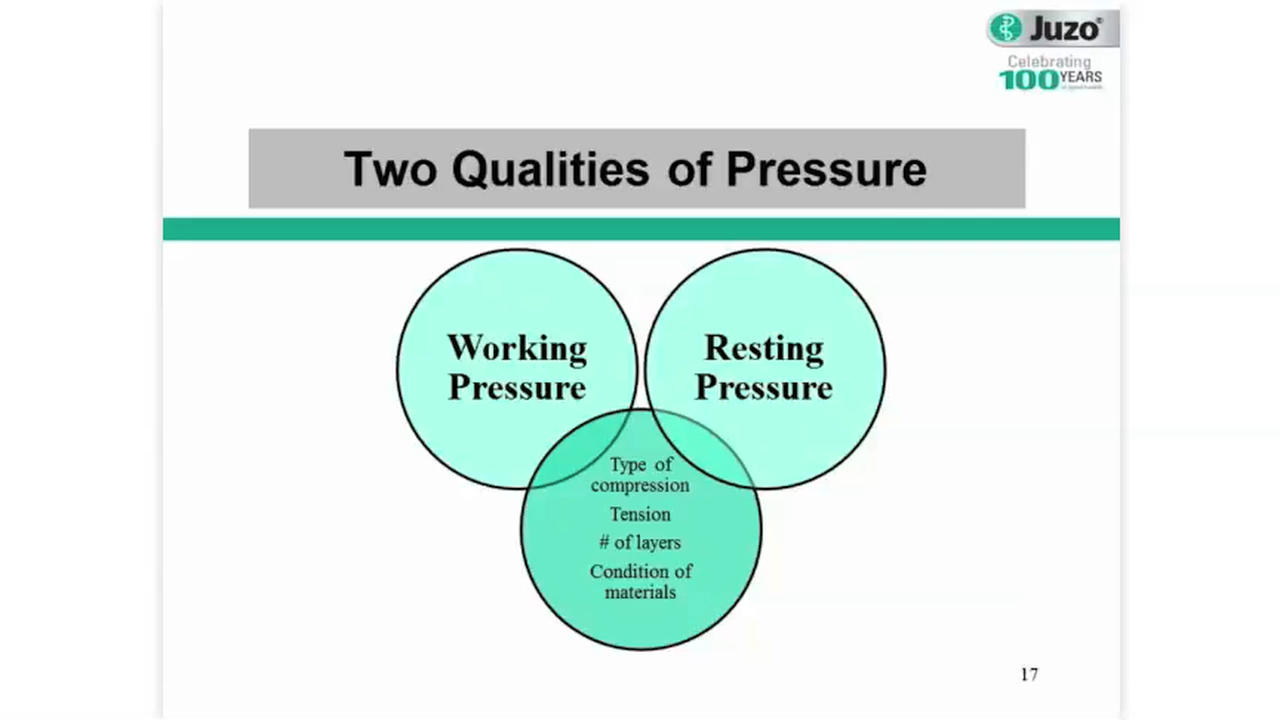 Juzo®
Celebrating
100 YEARS
Two Qualities of Pressure
Working
Pressure
Resting
Pressure
Type of
compression
Tension
# of layers
Condition of
materials
17